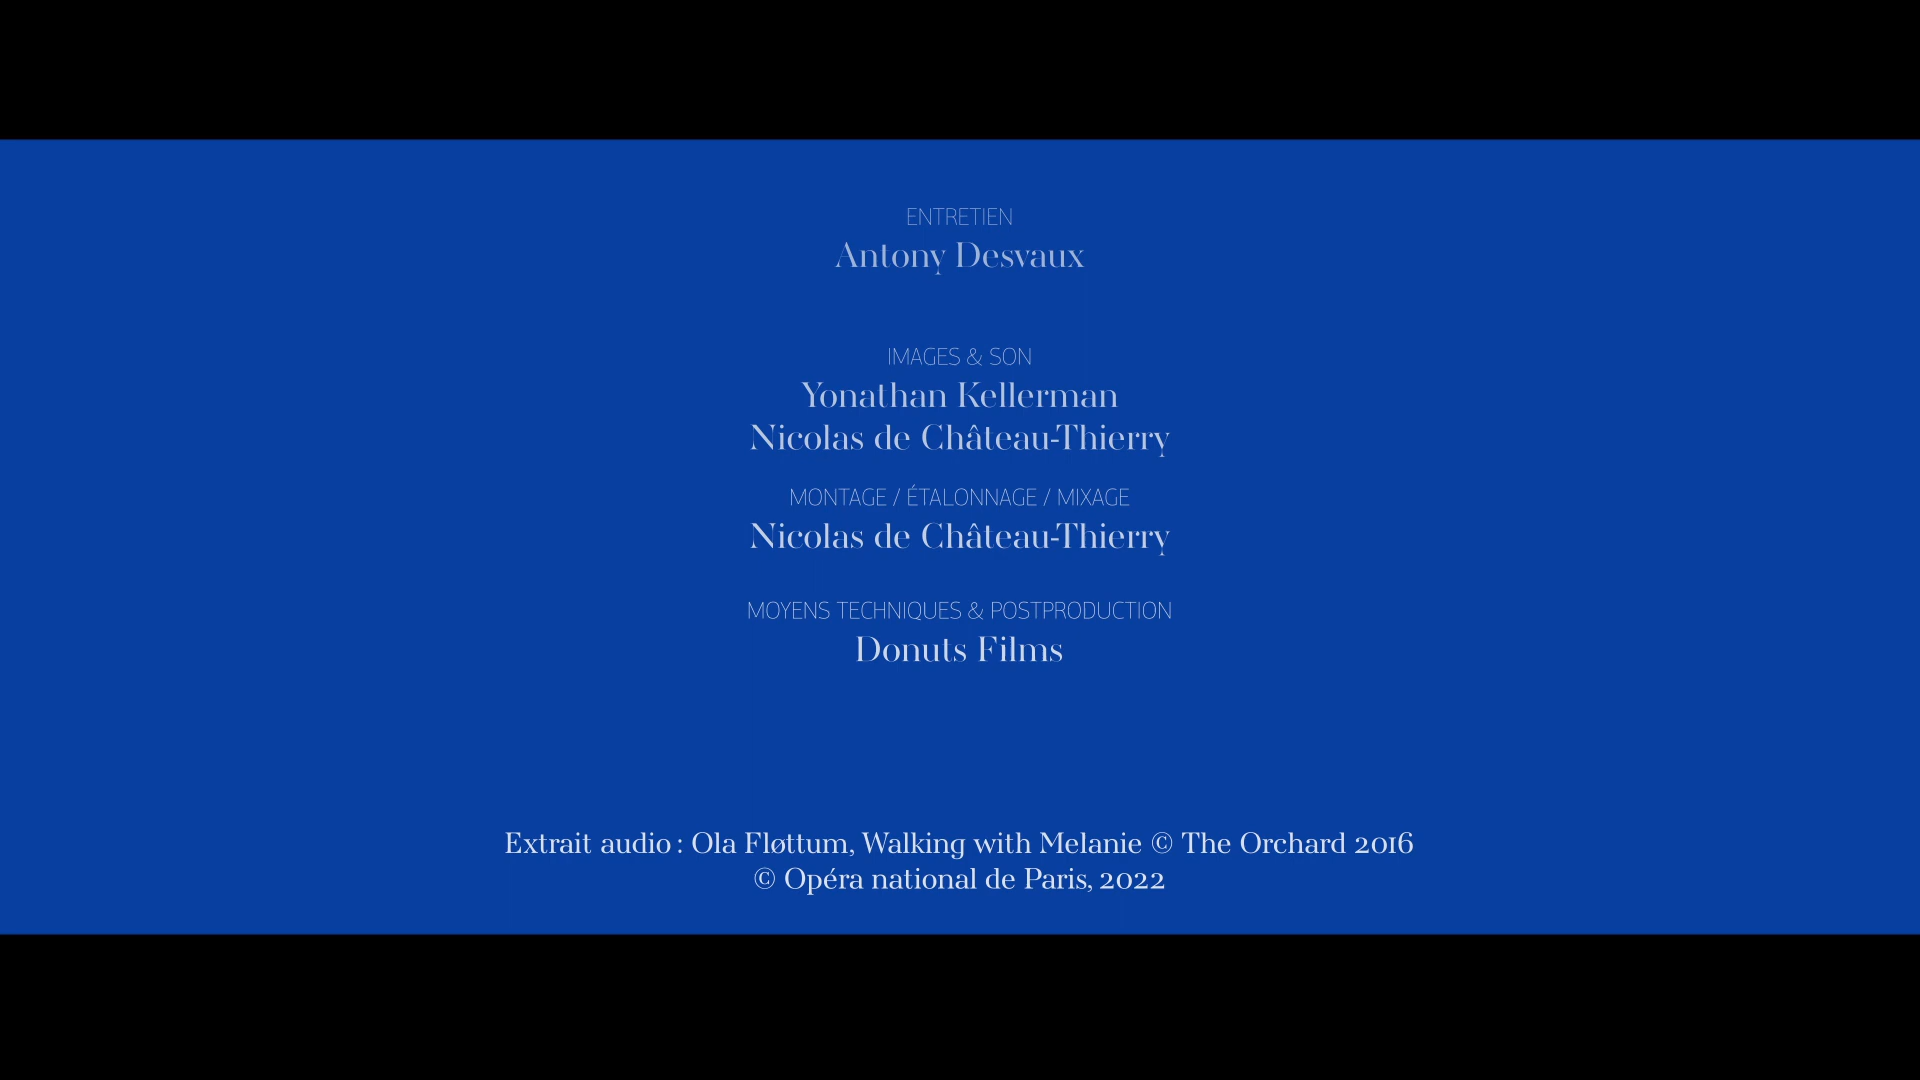 ENTRETIEN
Antony Desvaux
IMAGES & SON
Yonathan Kellerman
Nicolas de Château-Thierry
MONTAGE / ÉTALONNAGE / MIXAGE
Nicolas de Château-Thierry
MOYENS TECHNIQUES & POSTPRODUCTION
Donuts Films
Extrait audio : Ola Fløttum, Walking with Melanie © The Orchard 2016
© Opéra national de Paris, 2022